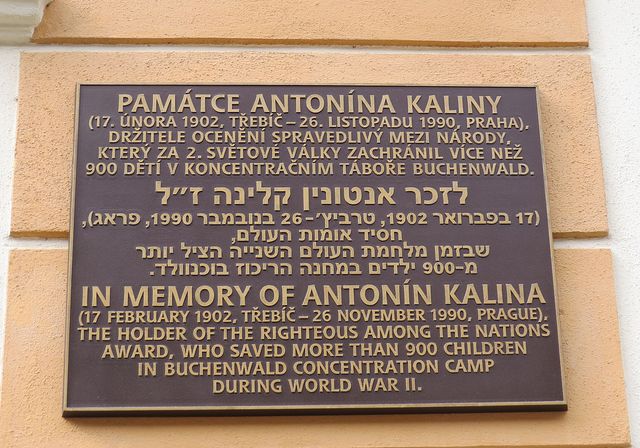 PAMÁTCE ANTONÍNA KALINY
(17. ÚNORA 1902, TŘEBÍČ – 26. LISTOPADU 1990, PRAHA),
DRŽITELE OCENĚNÍ SPRAVEDLIVÝ MEZI NÁRODY,
KTERÝ ZA 2. SVĚTOVÉ VÁLKY ZACHRÁNIL VÍCE NEŽ
900 DĚTÍ V KONCENTRAČNÍM TÁBOŘE BUCHENWALD.
לזכר אנטונין קלינה ז״ל
(17 בפברואר 1902, טרביץ׳ – 26 בנובמבר 1990, פראג),
חסיד אומות העולם,
שבזמן מלחמת העולם השנייה הציל יותר
מ-900 ילדים במחנה הריכוז בוכנוולד.
IN MEMORY OF ANTONÍN KALINA
(17 FEBRUARY 1902, TŘEBÍČ – 26 NOVEMBER 1990, PRAGUE),
THE HOLDER OF THE RIGHTEOUS AMONG THE NATIONS
AWARD, WHO SAVED MORE THAN 900 CHILDREN
IN BUCHENWALD CONCENTRATION CAMP
DURING WORLD WAR II.